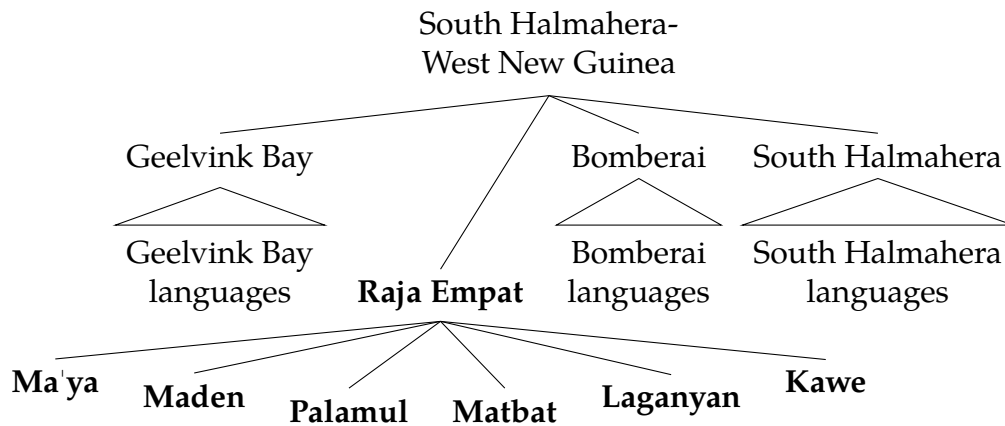 South Halmahera-
West New Guinea
Geelvink Bay
Bomberai
South Halmahera
Geelvink Bay
languages
Raja Empat
Bomberai
languages
South Halmahera
languages
Maˈya
Maden
Palamul
Matbat
Laganyan
Kawe